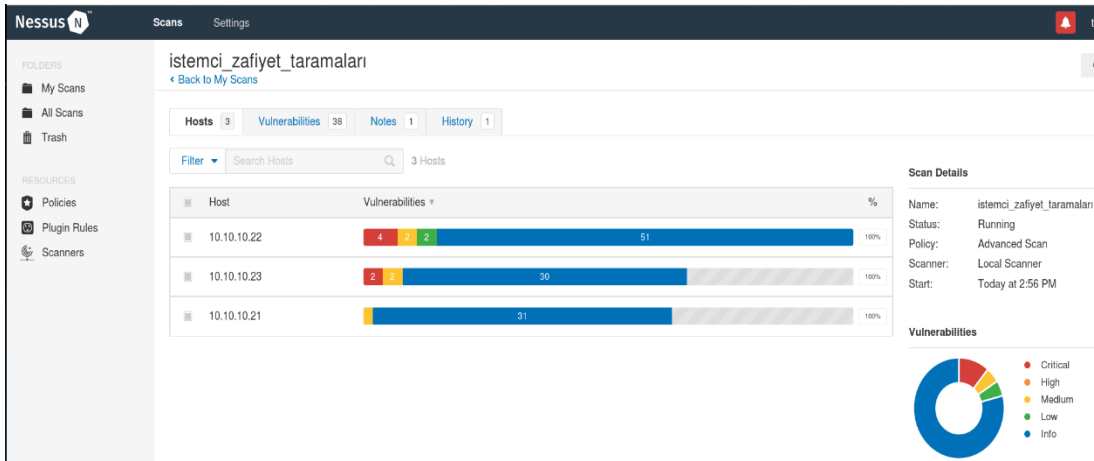 Nessus N
Scans Settings
FOLDERS
My Scans
All Scans
Trash
RESOURCES
Policies
Plugin Rules
Scanners
istemci_zafiyet_taramaları
Back to My Scans
Hosts 3 Vulnerabilities 36 Notes 1 History 1
Filter Search Hosts 3 Hosts
Host Vulnerabilities %
10.10.10.22 4 2 2 51 100%
10.10.10.23 2 2 30 100%
10.10.10.21 31 100%
Scan Details
Name: istemci_zafiyet_taramaları
Status: Running
Policy: Advanced Scan
Scanner: Local Scanner
Start: Today at 2:56 PM
Vulnerabilities
Critical
High
Medium
Low
Info